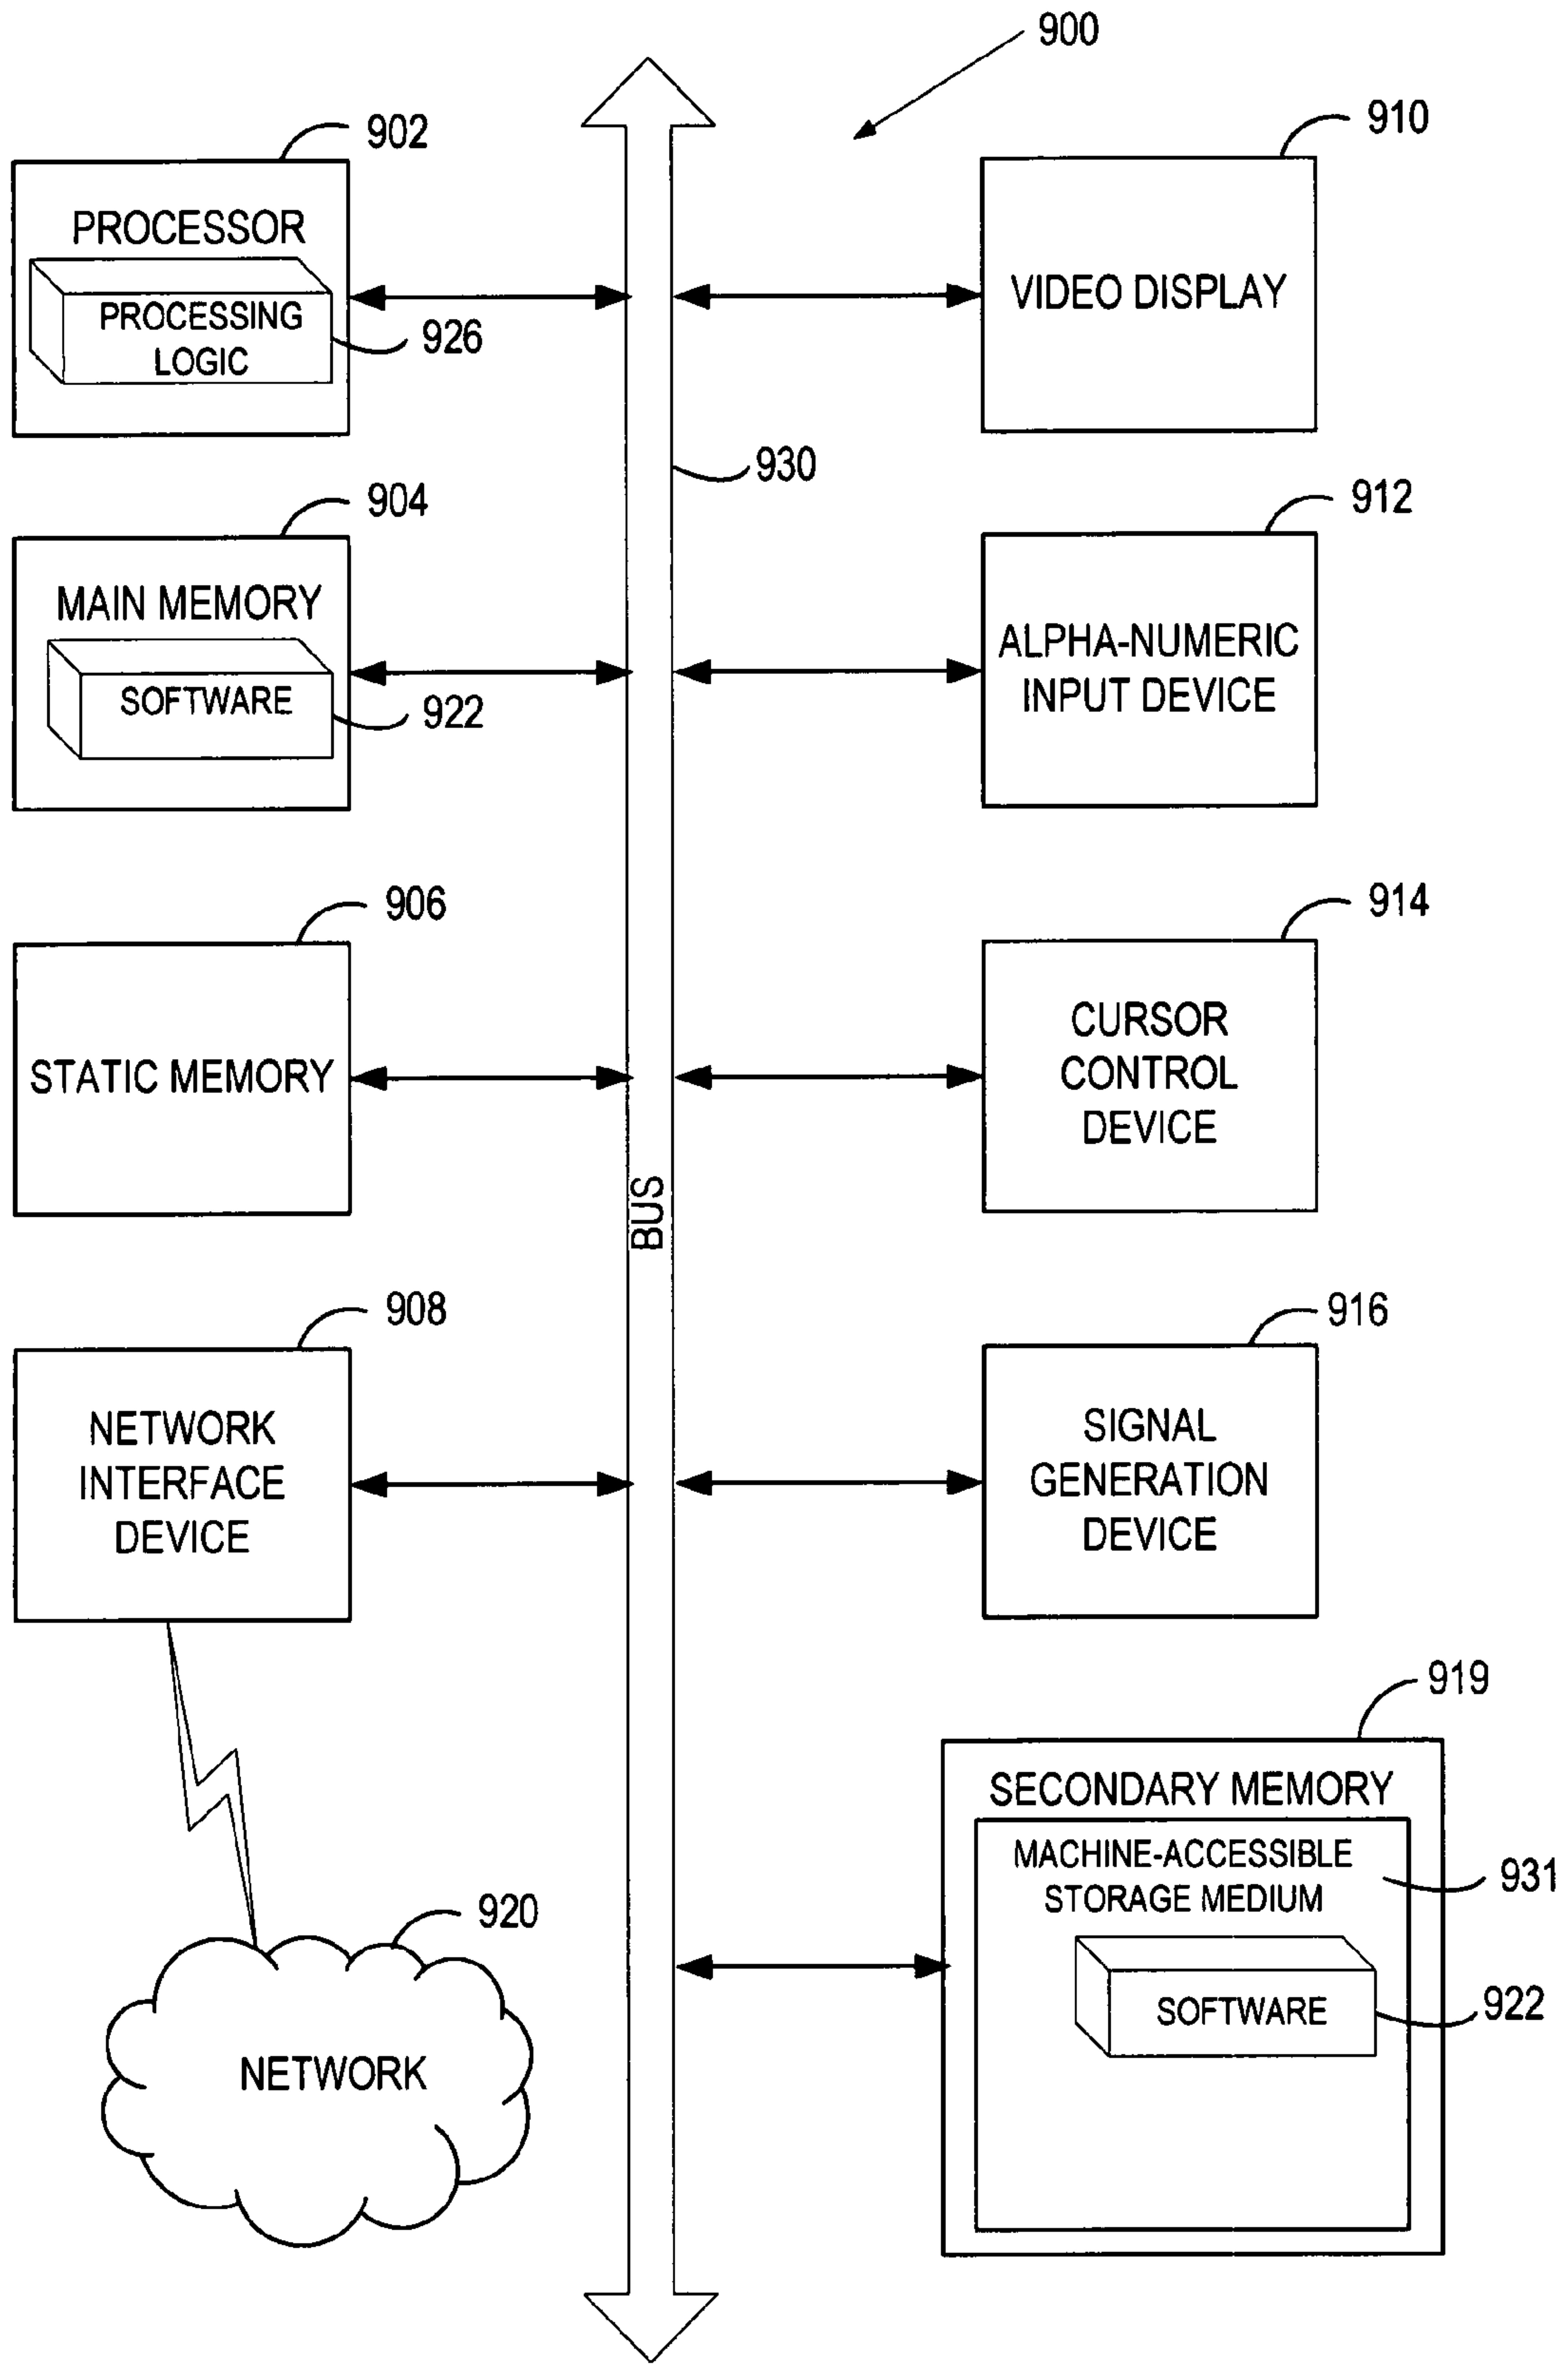 900
902
PROCESSOR
PROCESSING
LOGIC
926
904
MAIN MEMORY
SOFTWARE
922
906
STATIC MEMORY
908
NETWORK
INTERFACE
DEVICE
920
NETWORK
930
BUS
910
VIDEO DISPLAY
912
ALPHA-NUMERIC
INPUT DEVICE
914
CURSOR
CONTROL
DEVICE
916
SIGNAL
GENERATION
DEVICE
919
SECONDARY MEMORY
MACHINE-ACCESSIBLE
STORAGE MEDIUM
931
SOFTWARE
922